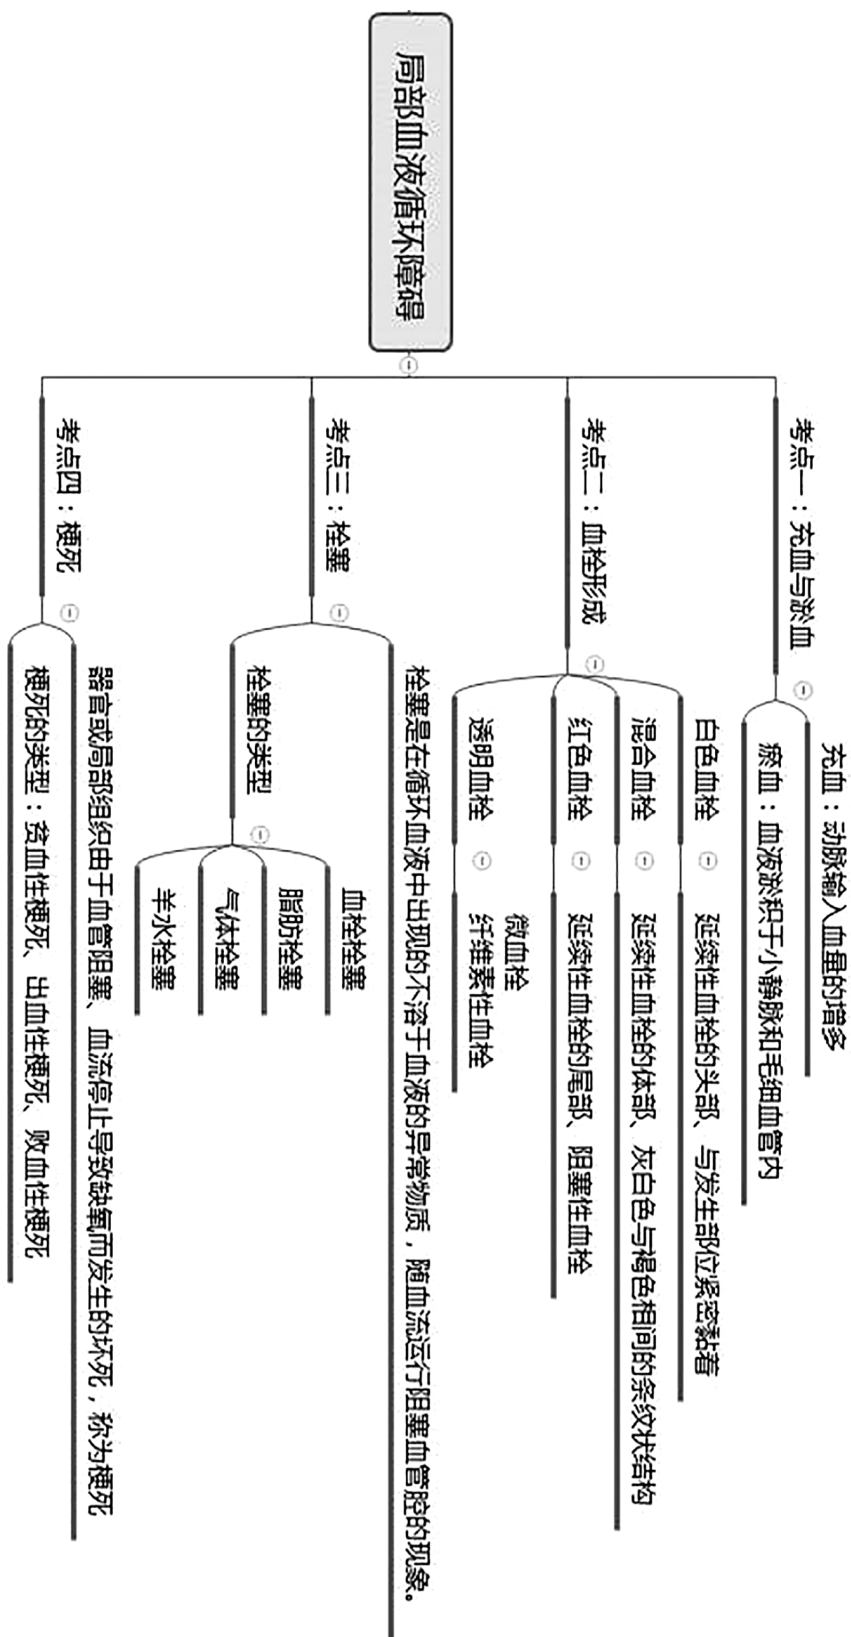 局部血液循环障碍
考点一：充血与淤血
充血：动脉输入血量的增多
瘀血：血液淤积于小静脉和毛细血管内
考点二：血栓形成
白色血栓
延续性血栓的头部、与发生部位紧密黏着
混合血栓
延续性血栓的体部、灰白色与褐色相间的条纹状结构
红色血栓
延续性血栓的尾部、阻塞性血栓
透明血栓
微血栓
纤维素性血栓
考点三：栓塞
栓塞是在循环血液中出现的不溶于血液的异常物质，随血流运行阻塞血管腔的现象。
栓塞的类型
血栓栓塞
脂肪栓塞
气体栓塞
羊水栓塞
考点四：梗死
器官或局部组织由于血管阻塞、血流停止导致缺氧而发生的坏死，称为梗死
梗死的类型：贫血性梗死、出血性梗死、败血性梗死